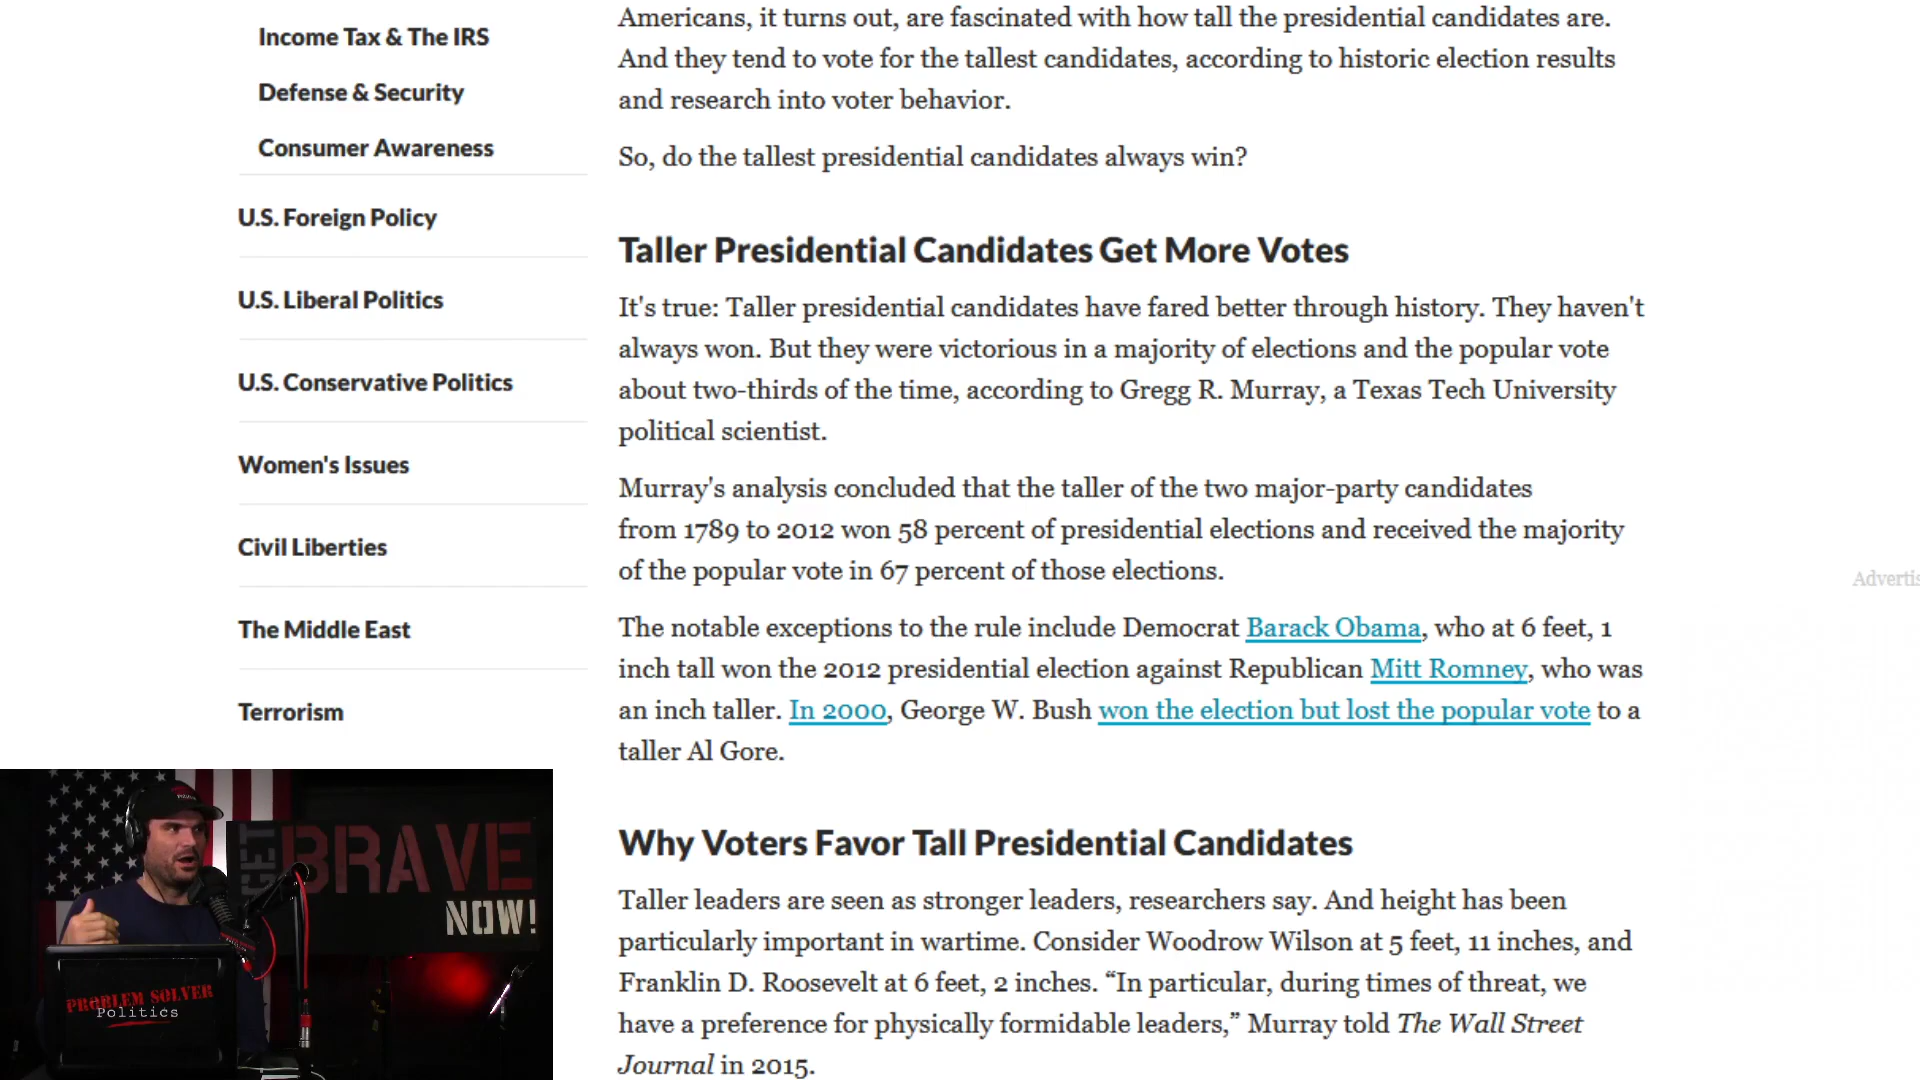 Income Tax & The IRS
Defense & Security
Consumer Awareness
U.S. Foreign Policy
U.S. Liberal Politics
U.S. Conservative Politics
Women's Issues
Civil Liberties
The Middle East
Terrorism
Americans, it turns out, are fascinated with how tall the presidential candidates are.
And they tend to vote for the tallest candidates, according to historic election results
and research into voter behavior.
So, do the tallest presidential candidates always win?
Taller Presidential Candidates Get More Votes
It's true: Taller presidential candidates have fared better through history. They haven't
always won. But they were victorious in a majority of elections and the popular vote
about two-thirds of the time, according to Gregg R. Murray, a Texas Tech University
political scientist.
Murray's analysis concluded that the taller of the two major-party candidates
from 1789 to 2012 won 58 percent of presidential elections and received the majority
of the popular vote in 67 percent of those elections.
The notable exceptions to the rule include Democrat Barack Obama, who at 6 feet, 1
inch tall won the 2012 presidential election against Republican Mitt Romney, who was
an inch taller. In 2000, George W. Bush won the election but lost the popular vote to a
taller Al Gore.
Why Voters Favor Tall Presidential Candidates
Taller leaders are seen as stronger leaders, researchers say. And height has been
particularly important in wartime. Consider Woodrow Wilson at 5 feet, 11 inches, and
Franklin D. Roosevelt at 6 feet, 2 inches. “In particular, during times of threat, we
have a preference for physically formidable leaders,” Murray told The Wall Street
Journal in 2015.
Advertis
GET
BRAVE
NOW!
PROBLEM SOLVER
Politics